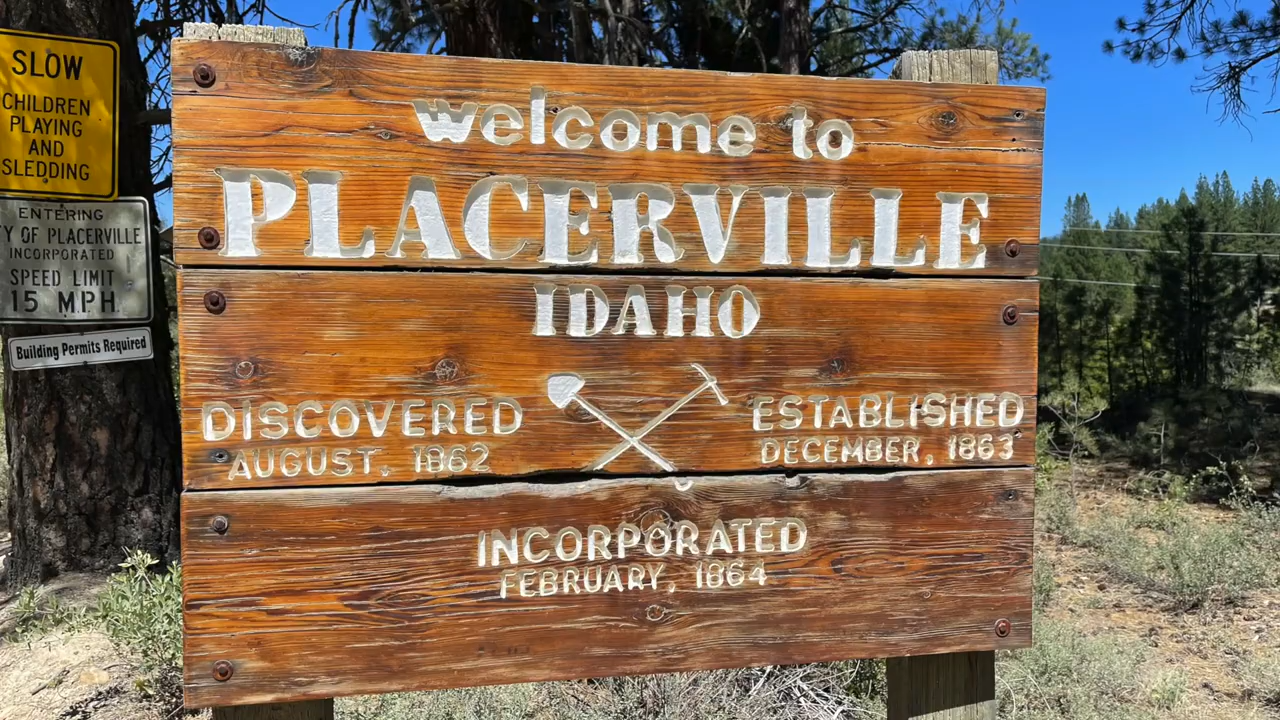 SLOW
CHILDREN
PLAYING
AND
SLEDDING
ENTERING
TY OF PLACERVILLE
INCORPORATED
SPEED LIMIT
15 M.P.H.
Building Permits Required
welcome to
PLACERVILLE
IDAHO
DISCOVERED
AUGUST, 1862
ESTABLISHED
DECEMBER, 1863
INCORPORATED
FEBRUARY, 1864